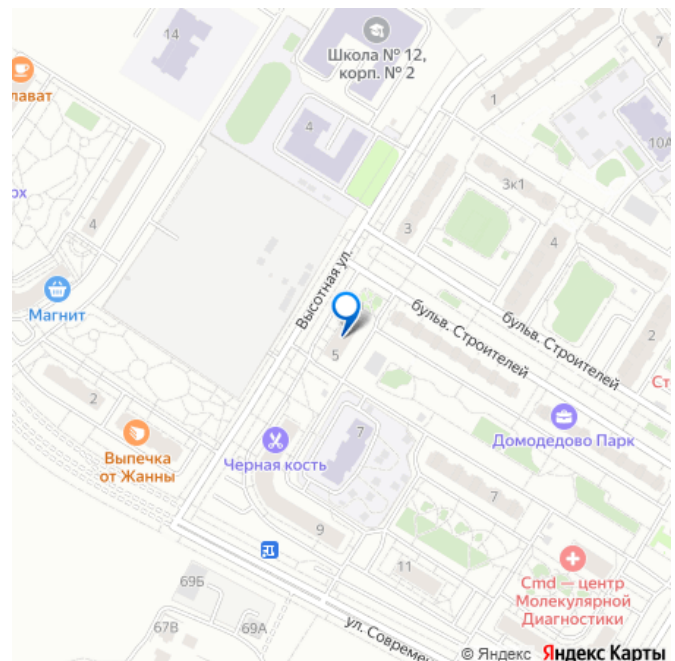 14
Школа № 12,
корп. № 2
7
лават
1
4
10А
3к1
ох
4
3
4
Высотная ул.
Магнит
бульв. Строителей
бульв. Строителей
2
5
Ст
2
Домодедово Парк
7
Выпечка
от Жанны
Черная кость
7
9
11
Cmd — центр
Молекулярной
Диагностики
69Б
67В
69А
ул. Современ
© Яндекс Яндекс Карты